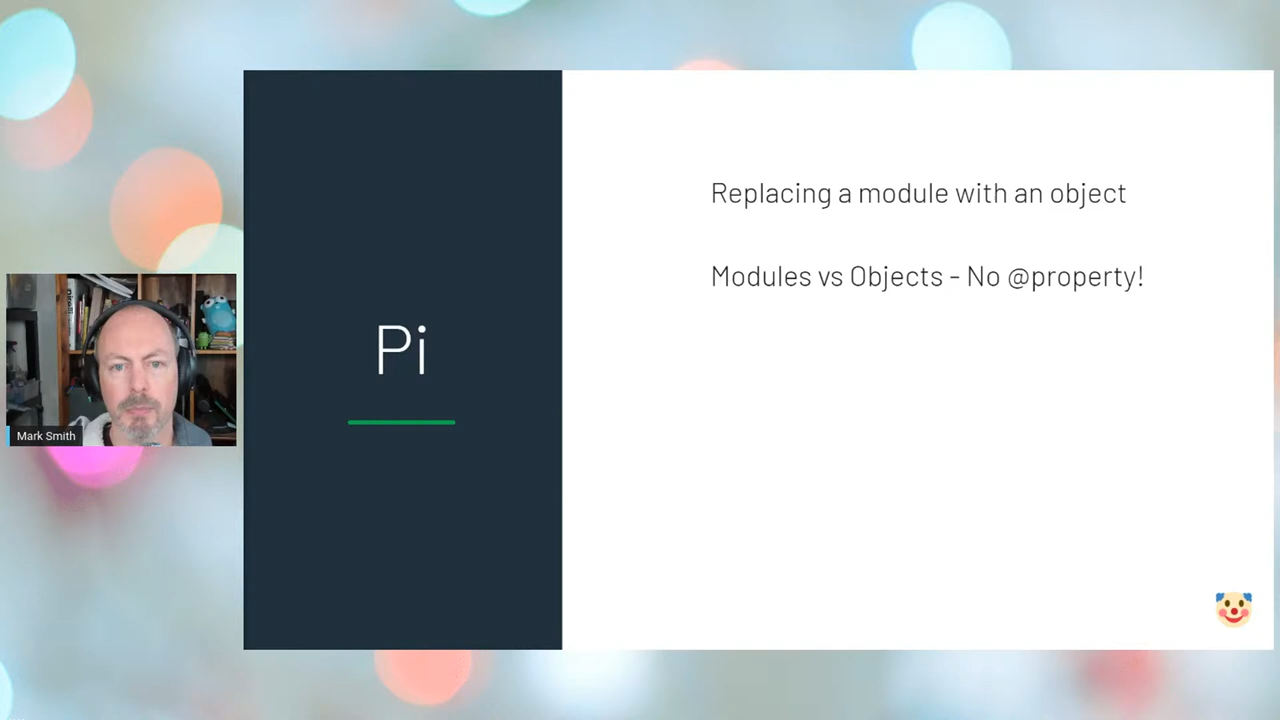 Pi
Replacing a module with an object
Modules vs Objects - No @property!
Mark Smith